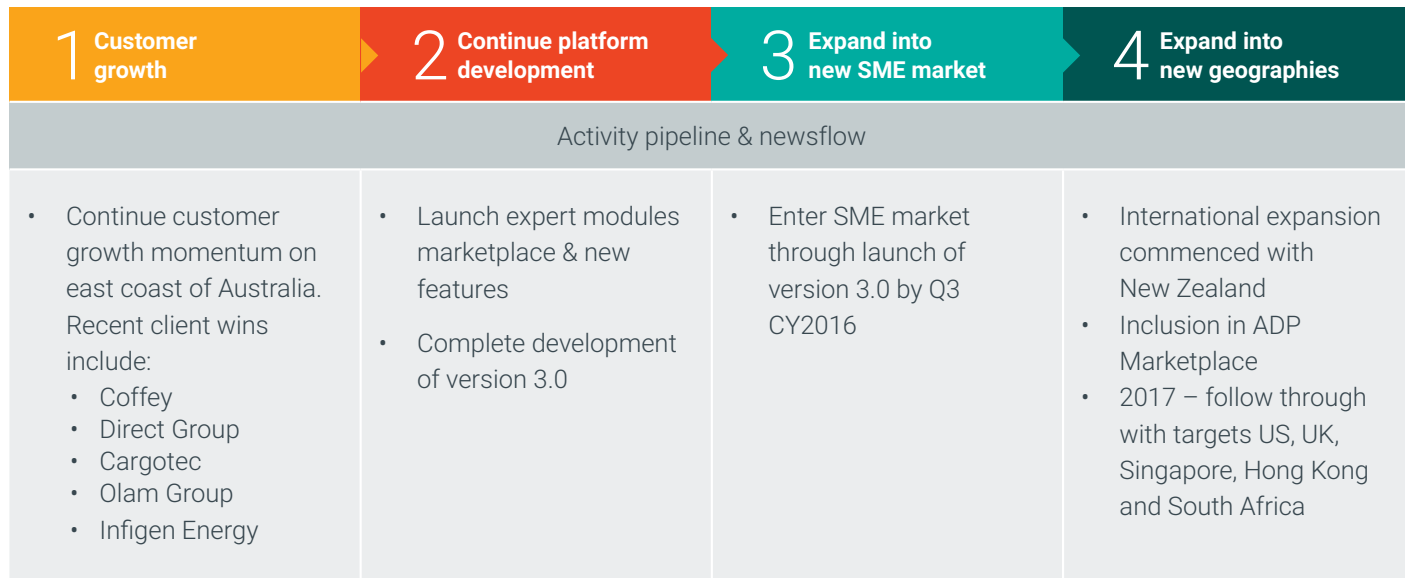 1 Customer
growth
2 Continue platform
development
3 Expand into
new SME market
4 Expand into
new geographies
Activity pipeline & newsflow
• Continue customer
growth momentum on
east coast of Australia.
Recent client wins
include:
• Coffey
• Direct Group
• Cargotec
• Olam Group
• Infigen Energy
• Launch expert modules
marketplace & new
features
• Complete development
of version 3.0
• Enter SME market
through launch of
version 3.0 by Q3
CY2016
• International expansion
commenced with
New Zealand
• Inclusion in ADP
Marketplace
• 2017 – follow through
with targets US, UK,
Singapore, Hong Kong
and South Africa